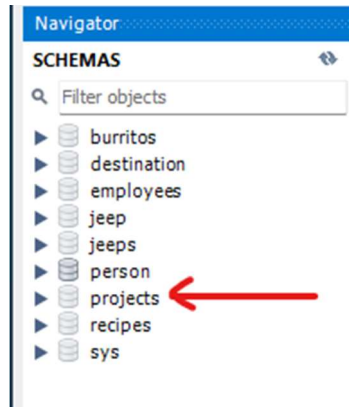 Navigator
SCHEMAS
Filter objects
burritos
destination
employees
jeep
jeeps
person
projects
recipes
sys